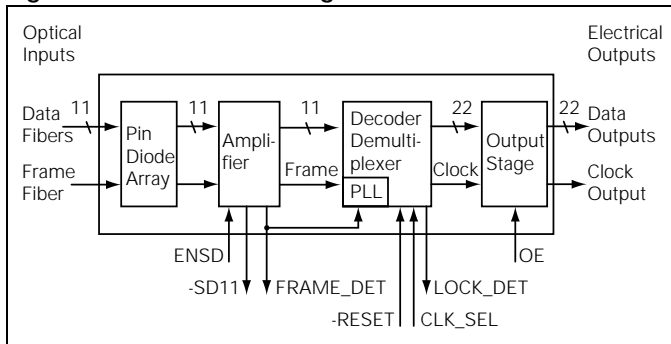 Optical
Inputs
Electrical
Outputs
11
11
11
22
22
Data
Fibers
Frame
Fiber
Pin
Diode
Array
Ampli-
fier
Frame
Decoder
Demulti-
plexer
PLL
Clock
Output
Stage
Data
Outputs
Clock
Output
ENSD
OE
-SD11
FRAME_DET
LOCK_DET
-RESET
CLK_SEL